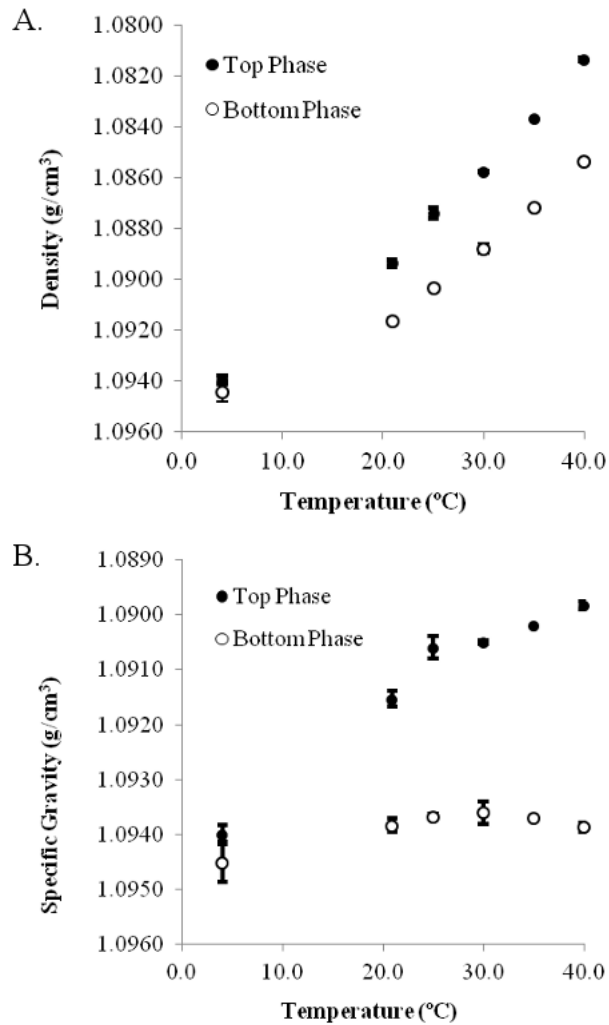 A.
1.0800
1.0820
1.0840
1.0860
1.0880
1.0900
1.0920
1.0940
1.0960
Density (g/cm³)
Top Phase
Bottom Phase
0.0 10.0 20.0 30.0 40.0
Temperature (ºC)
B.
1.0890
1.0900
1.0910
1.0920
1.0930
1.0940
1.0950
1.0960
Specific Gravity (g/cm³)
Top Phase
Bottom Phase
0.0 10.0 20.0 30.0 40.0
Temperature (ºC)